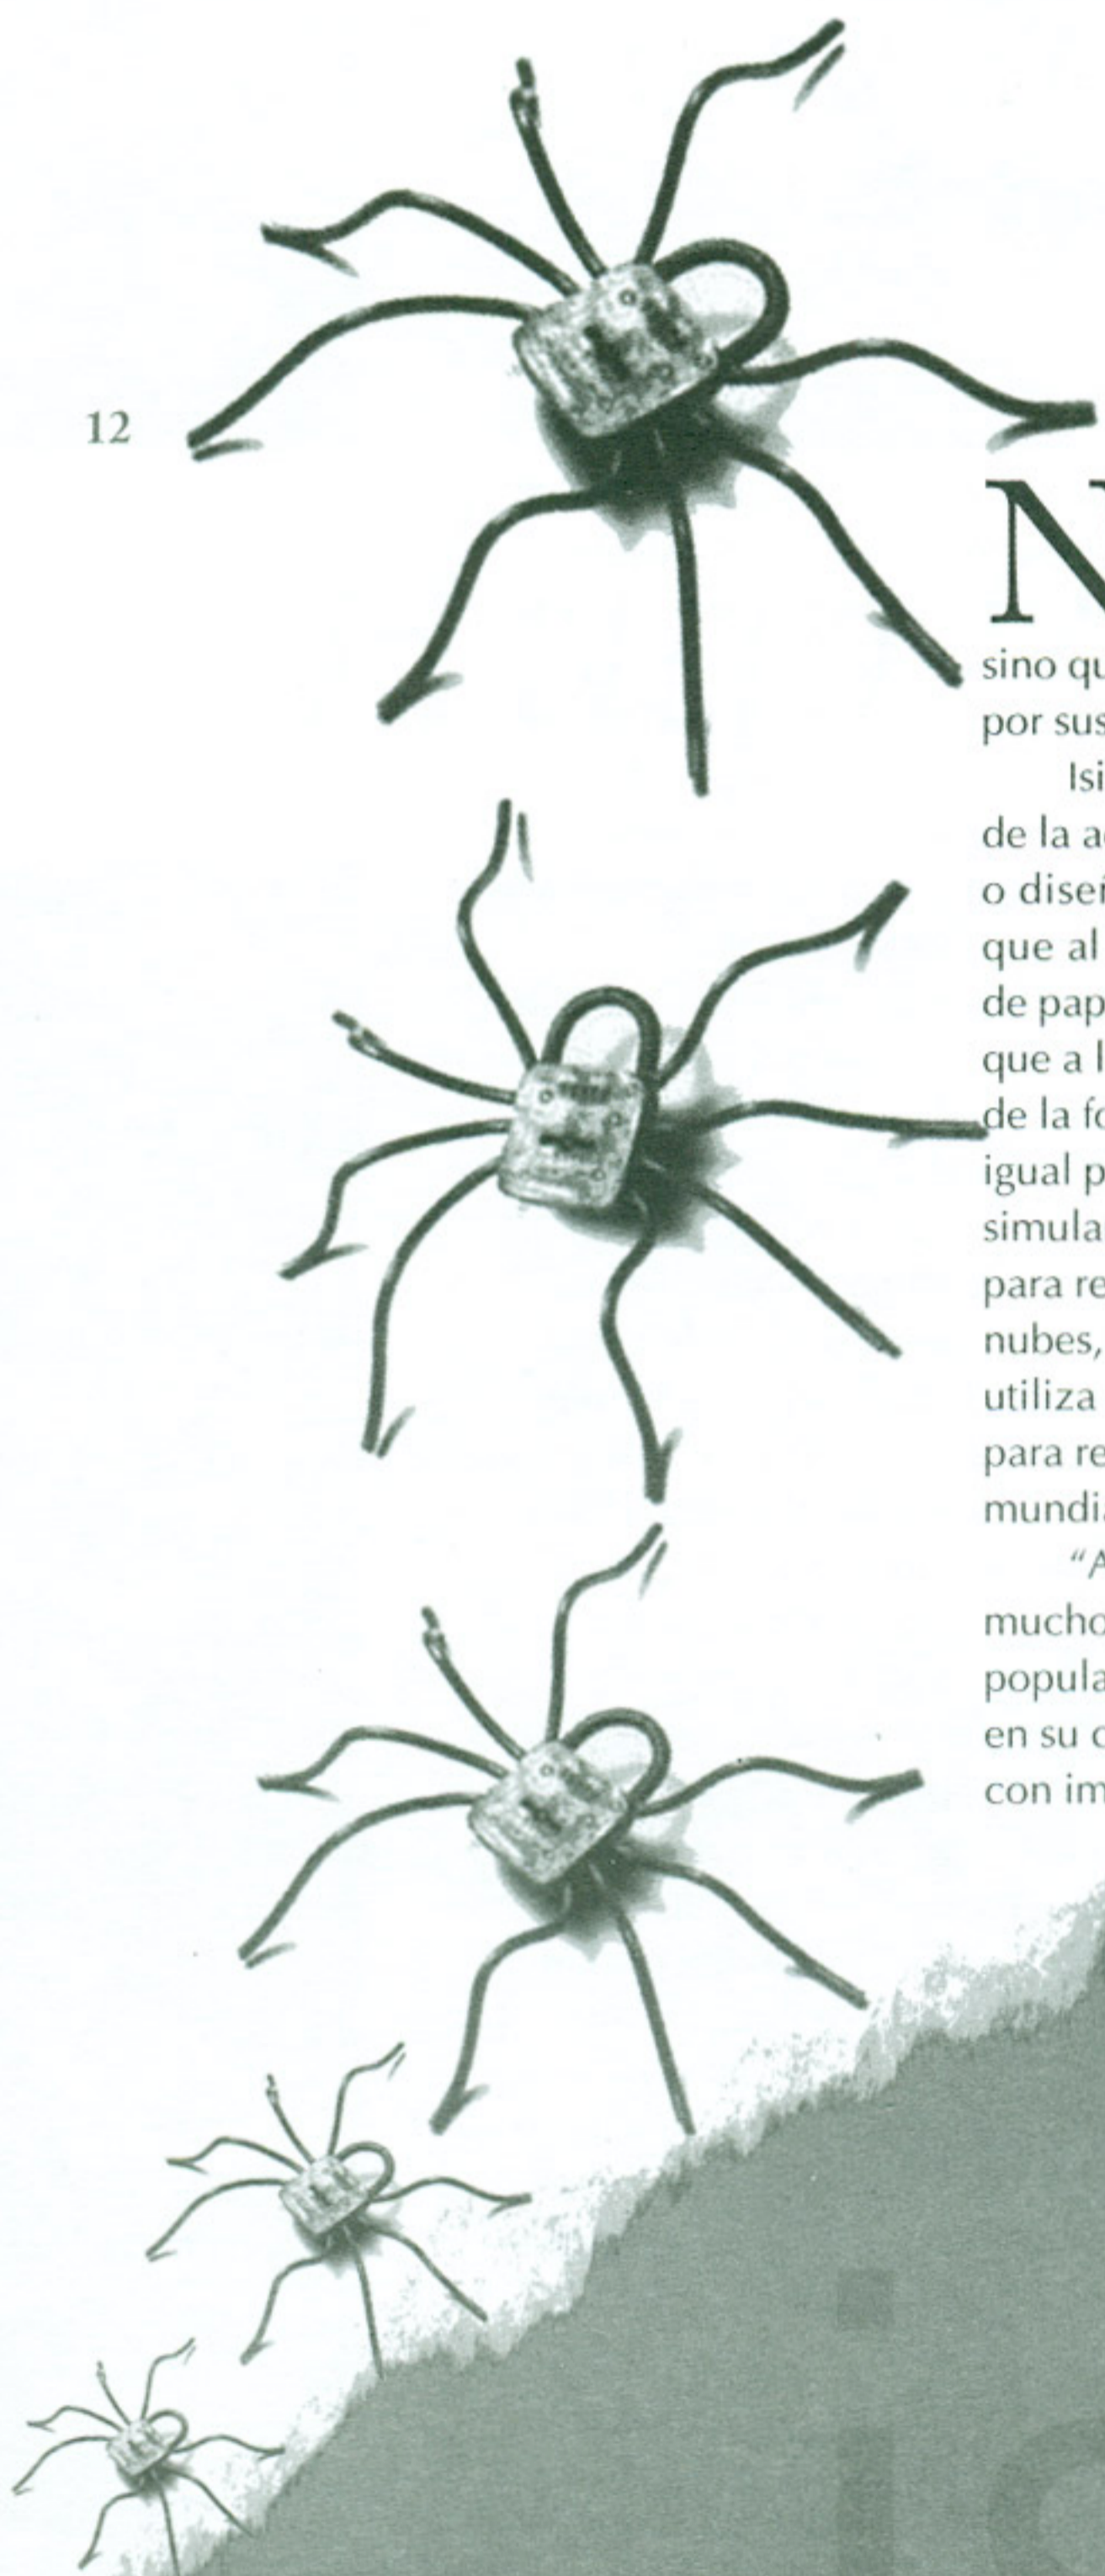 12
N
sino qu
por sus
Isi
de la a
o dise
que al
de pap
que a l
de la fo
igual p
simula
para re
nubes,
utiliza
para re
mundi
“A
mucho
popula
en su c
con im